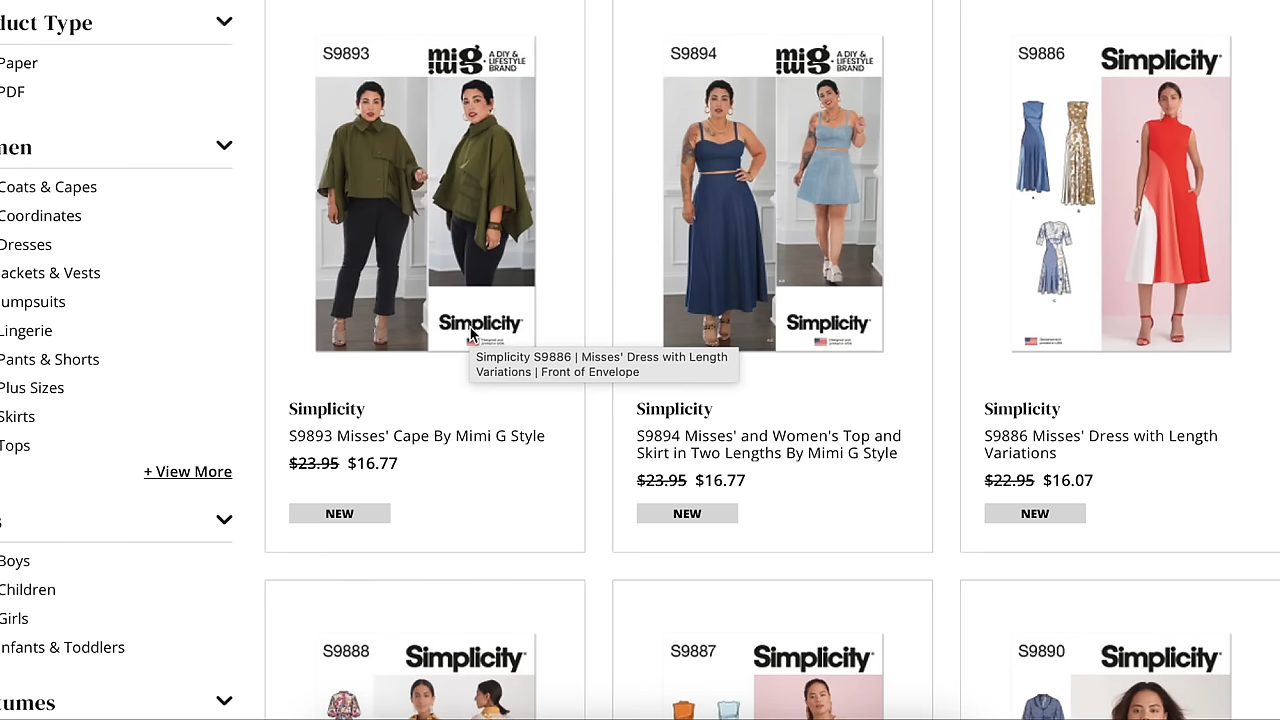 duct Type
Paper
PDF
men
Coats & Capes
Coordinates
Dresses
ackets & Vests
umpsuits
Lingerie
Pants & Shorts
Plus Sizes
Skirts
Tops
+ View More
s
Boys
Children
Girls
nfants & Toddlers
tumes
S9893
mimi g. A DIY &
LIFESTYLE
BRAND
Simplicity
Simplicity S9886 | Misses' Dress with Length
Variations | Front of Envelope
Simplicity
S9893 Misses' Cape By Mimi G Style
$23.95 $16.77
NEW
S9894
mimi g. A DIY &
LIFESTYLE
BRAND
Simplicity
Simplicity
S9894 Misses' and Women's Top and
Skirt in Two Lengths By Mimi G Style
$23.95 $16.77
NEW
S9886
Simplicity
Simplicity
S9886 Misses' Dress with Length
Variations
$22.95 $16.07
NEW
S9888
Simplicity
S9887
Simplicity
S9890
Simplicity